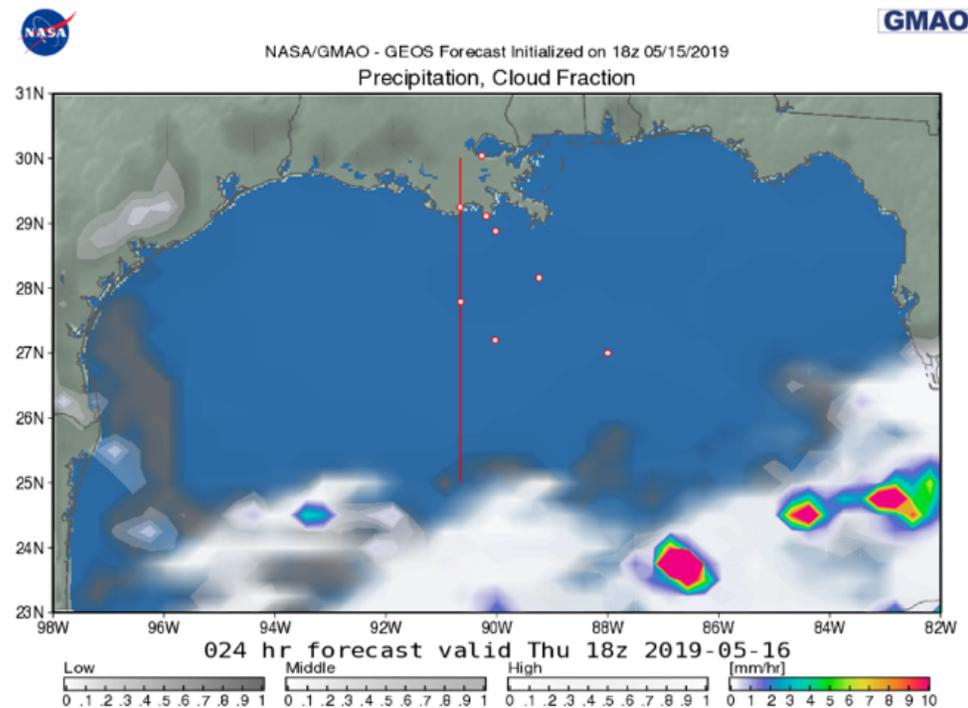 NASA
GMAO
NASA/GMAO - GEOS Forecast Initialized on 18z 05/15/2019
Precipitation, Cloud Fraction
31N
30N
29N
28N
27N
26N
25N
24N
23N
98W 96W 94W 92W 90W 88W 86W 84W 82W
024 hr forecast valid Thu 18z 2019-05-16
Low Middle High [mm/hr]
0 .1 .2 .3 .4 .5 .6 .7 .8 .9 1 0 .1 .2 .3 .4 .5 .6 .7 .8 .9 1 0 .1 .2 .3 .4 .5 .6 .7 .8 .9 1 0 1 2 3 4 5 6 7 8 9 10